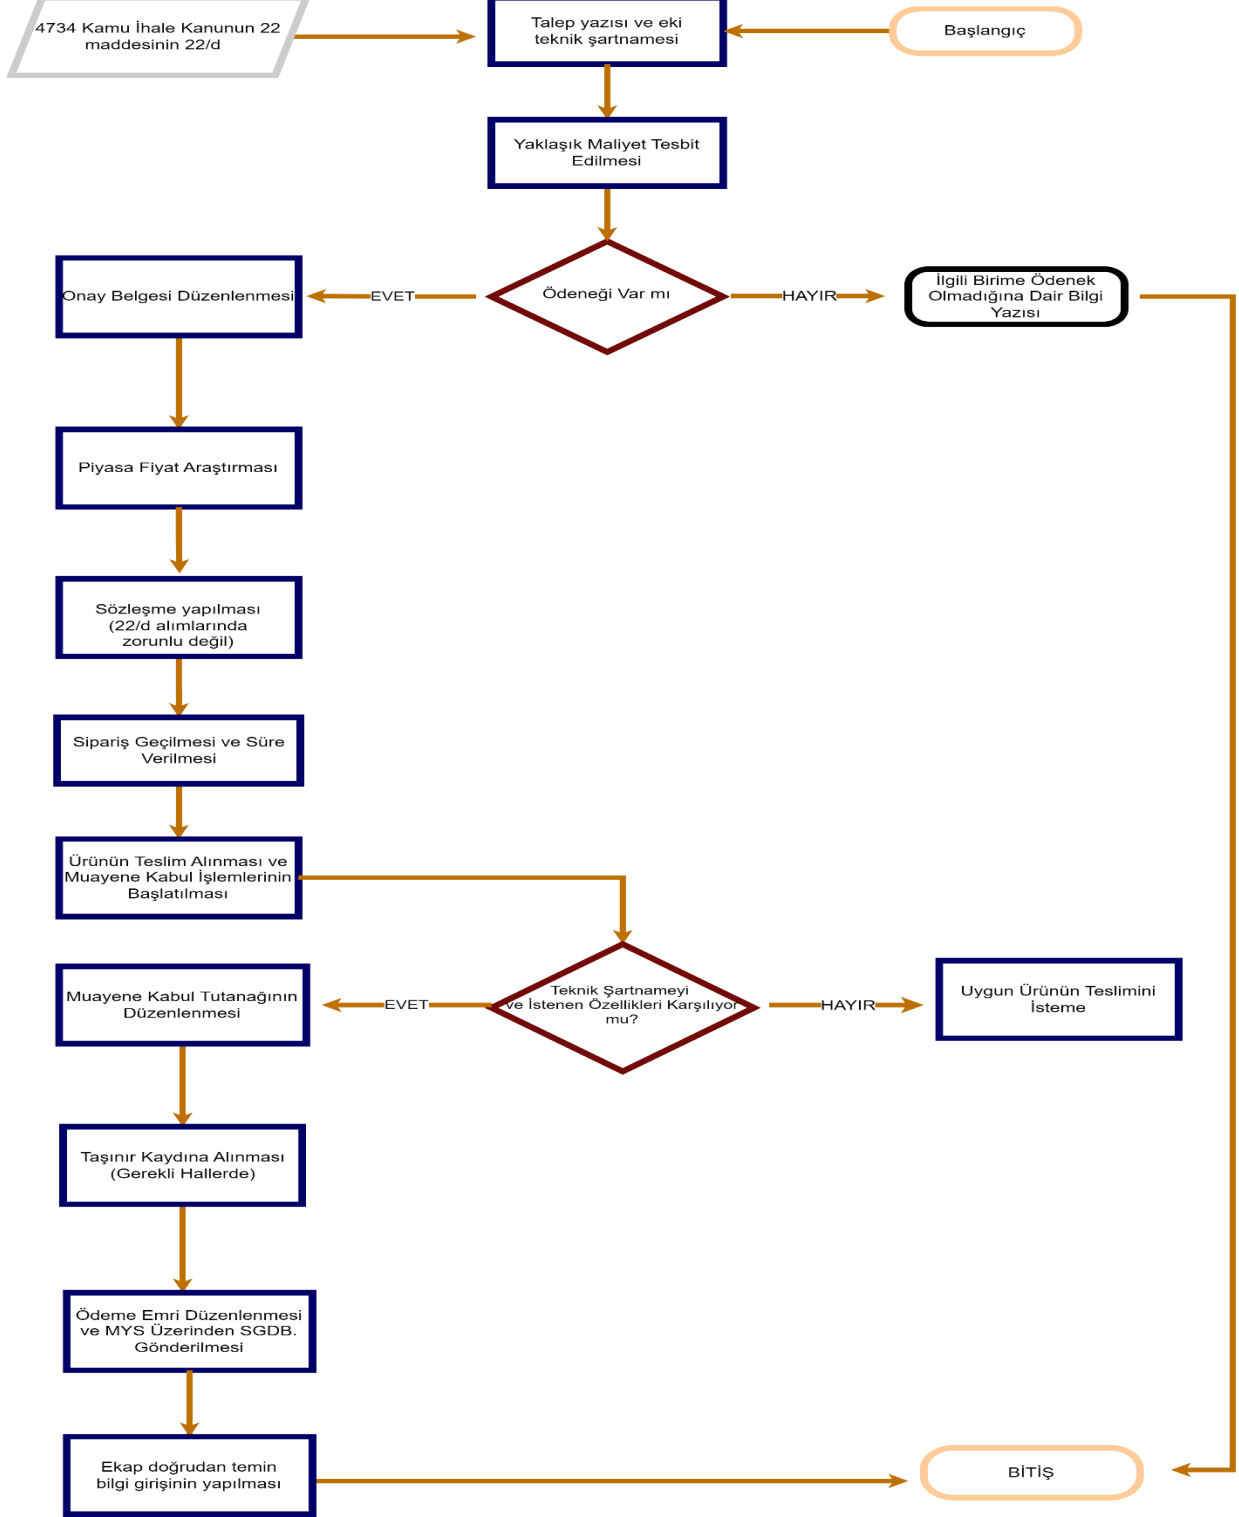 4734 Kamu İhale Kanunun 22
maddesinin 22/d
Talep yazısı ve eki
teknik şartnamesi
Başlangıç
Yaklaşık Maliyet Tesbit
Edilmesi
Ödeneği Var mı
EVET
HAYIR
Onay Belgesi Düzenlenmesi
İlgili Birime Ödenek
Olmadığına Dair Bilgi
Yazısı
Piyasa Fiyat Araştırması
Sözleşme yapılması
(22/d alımlarında
zorunlu değil)
Sipariş Geçilmesi ve Süre
Verilmesi
Ürünün Teslim Alınması ve
Muayene Kabul İşlemlerinin
Başlatılması
Teknik Şartnameyi
ve İstenen Özellikleri Karşılıyor
mu?
EVET
HAYIR
Muayene Kabul Tutanağının
Düzenlenmesi
Uygun Ürünün Teslimini
İsteme
Taşınır Kaydına Alınması
(Gerekli Hallerde)
Ödeme Emri Düzenlenmesi
ve MYS Üzerinden SGDB.
Gönderilmesi
Ekap doğrudan temin
bilgi girişinin yapılması
BİTİŞ